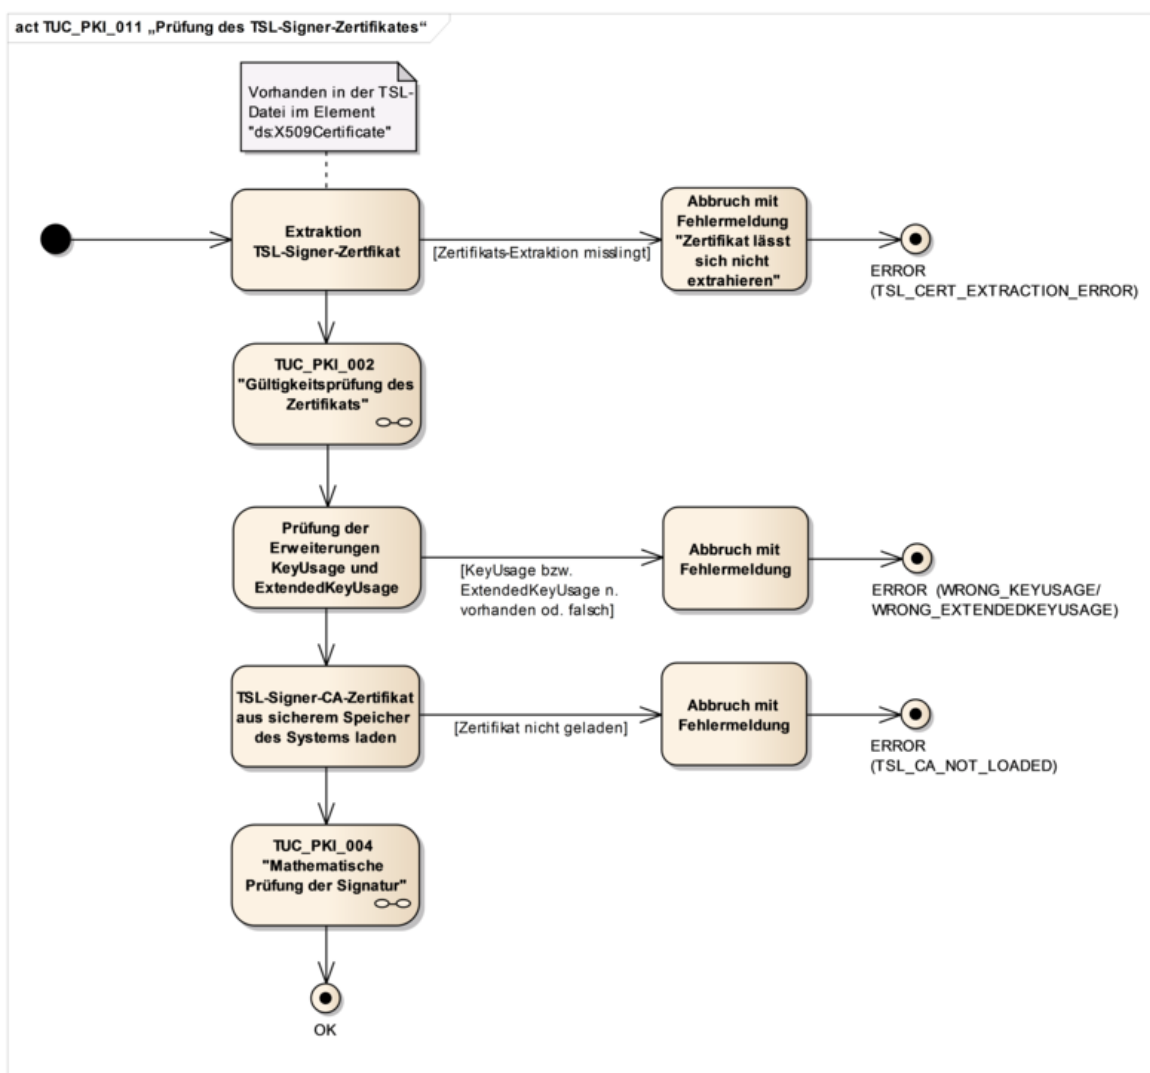 act TUC_PKI_011 „Prüfung des TSL-Signer-Zertifikates“
Vorhanden in der TSL-
Datei im Element
"ds:X509Certificate"
Extraktion
TSL-Signer-Zertfikat
[Zertifikats-Extraktion misslingt]
Abbruch mit
Fehlermeldung
"Zertifikat lässt
sich nicht
extrahieren"
ERROR
(TSL_CERT_EXTRACTION_ERROR)
TUC_PKI_002
"Gültigkeitsprüfung des
Zertifikats"
Prüfung der
Erweiterungen
KeyUsage und
ExtendedKeyUsage
[KeyUsage bzw.
ExtendedKeyUsage n.
vorhanden od. falsch]
Abbruch mit
Fehlermeldung
ERROR (WRONG_KEYUSAGE/
WRONG_EXTENDEDKEYUSAGE)
TSL-Signer-CA-Zertifikat
aus sicherem Speicher
des Systems laden
[Zertifikat nicht geladen]
Abbruch mit
Fehlermeldung
ERROR
(TSL_CA_NOT_LOADED)
TUC_PKI_004
"Mathematische
Prüfung der Signatur"
OK